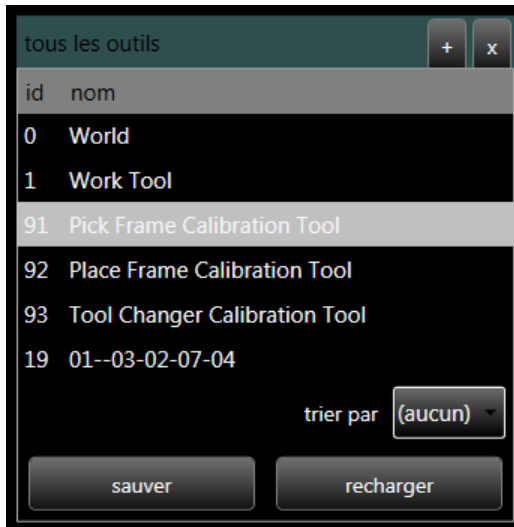 tous les outils + x
id nom
0 World
1 Work Tool
91 Pick Frame Calibration Tool
92 Place Frame Calibration Tool
93 Tool Changer Calibration Tool
19 01--03-02-07-04
trier par (aucun)
sauver recharger